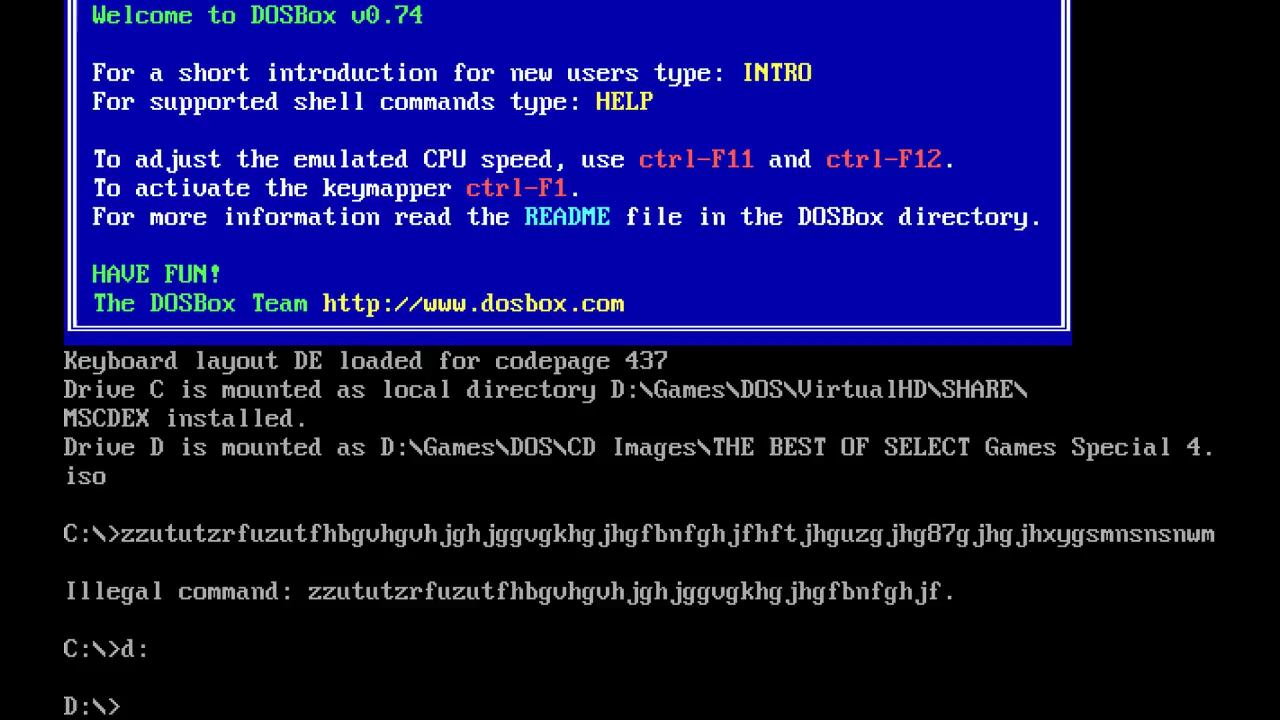 Welcome to DOSBox v0.74
For a short introduction for new users type: INTRO
For supported shell commands type: HELP
To adjust the emulated CPU speed, use ctrl-F11 and ctrl-F12.
To activate the keymapper ctrl-F1.
For more information read the README file in the DOSBox directory.
HAVE FUN!
The DOSBox Team http://www.dosbox.com
Keyboard layout DE loaded for codepage 437
Drive C is mounted as local directory D:\Games\DOS\VirtualHD\SHARE\
MSCDEX installed.
Drive D is mounted as D:\Games\DOS\CD Images\THE BEST OF SELECT Games Special 4.
iso
C:\>zzututzrfuzutfhbgvhgvhjghjggvgkhgjhgfbnfghjfhftjhguzgjhg87gjhgjhxygsmnsnsnwm
Illegal command: zzututzrfuzutfhbgvhgvhjghjggvgkhgjhgfbnfghjf.
C:\>d:
D:\>